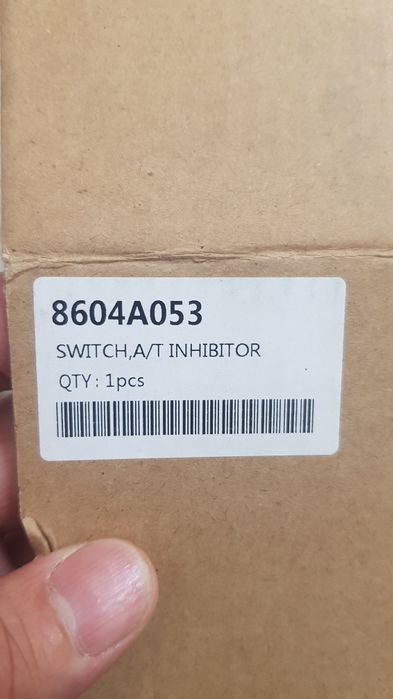 8604A053
SWITCH,A/T INHIBITOR
QTY : 1pcs